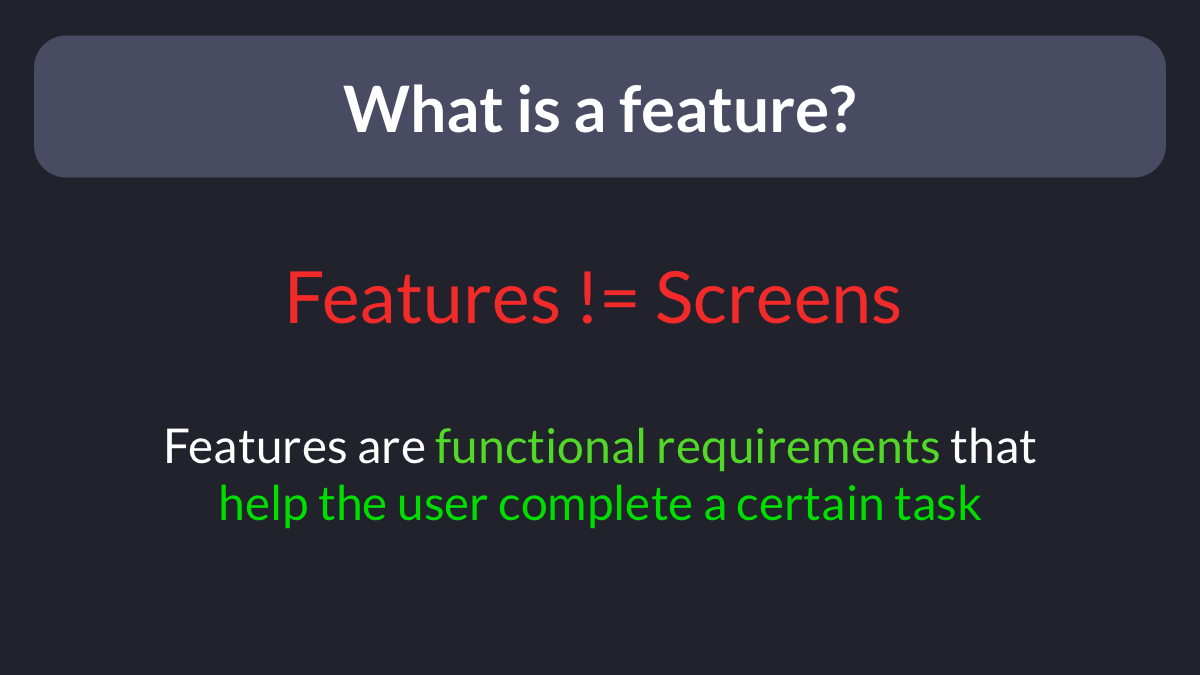 What is a feature?
Features != Screens
Features are functional requirements that
help the user complete a certain task